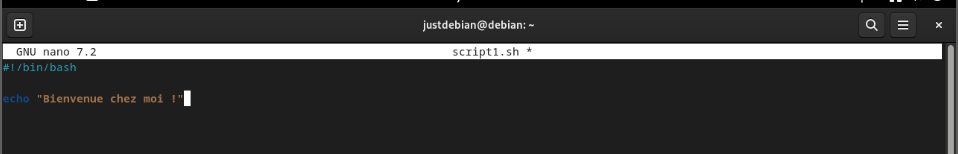 justdebian@debian: ~
GNU nano 7.2 script1.sh *
#!/bin/bash
echo "Bienvenue chez moi !"